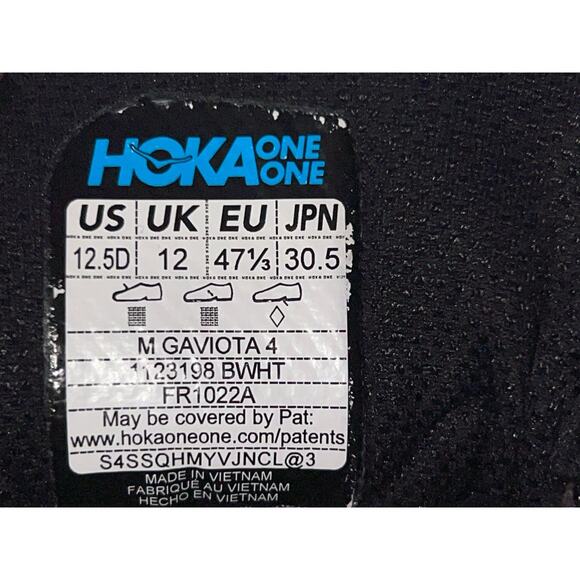 HOKA ONE ONE
US UK EU JPN
12.5D 12 47⅓ 30.5
M GAVIOTA 4
1123198 BWHT
FR1022A
May be covered by Pat:
www.hokaoneone.com/patents
S4SSQHMYVJNCL@3
MADE IN VIETNAM
FABRIQUÉ AU VIETNAM
HECHO EN VIETNAM